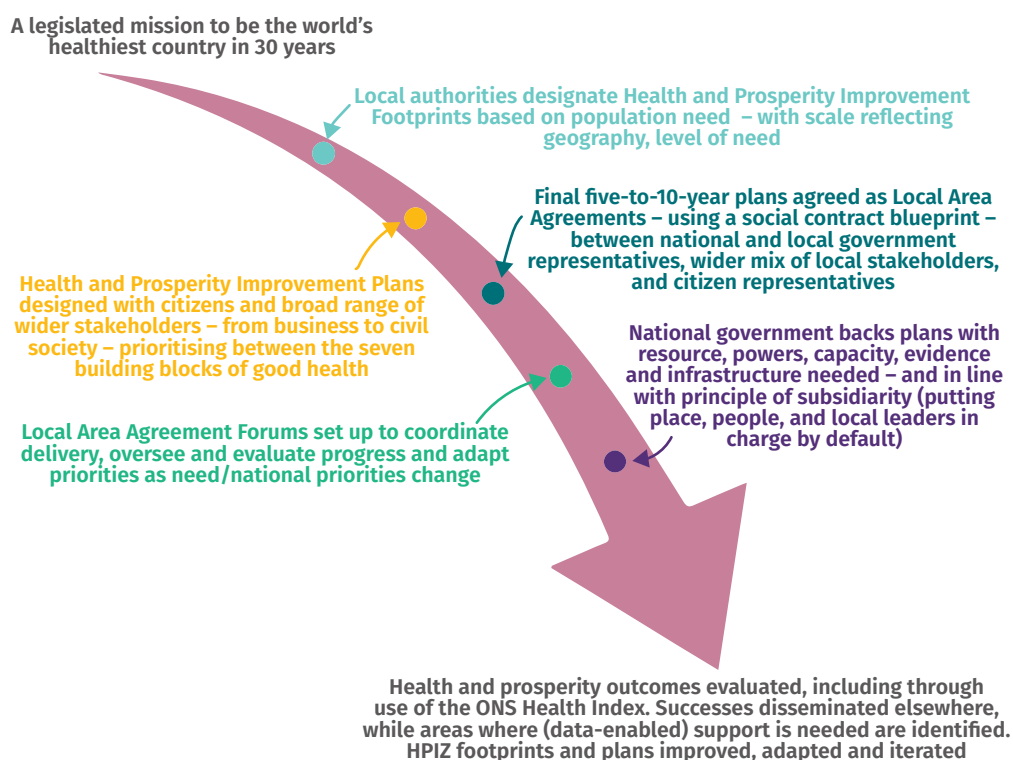 A legislated mission to be the world’s
healthiest country in 30 years
Local authorities designate Health and Prosperity Improvement
Footprints based on population need – with scale reflecting
geography, level of need
Health and Prosperity Improvement Plans
designed with citizens and broad range of
wider stakeholders – from business to civil
society – prioritising between the seven
building blocks of good health
Final five-to-10-year plans agreed as Local Area
Agreements – using a social contract blueprint –
between national and local government
representatives, wider mix of local stakeholders,
and citizen representatives
Local Area Agreement Forums set up to coordinate
delivery, oversee and evaluate progress and adapt
priorities as need/national priorities change
National government backs plans with
resource, powers, capacity, evidence
and infrastructure needed – and in line
with principle of subsidiarity (putting
place, people, and local leaders in
charge by default)
Health and prosperity outcomes evaluated, including through
use of the ONS Health Index. Successes disseminated elsewhere,
while areas where (data-enabled) support is needed are identified.
HPIZ footprints and plans improved, adapted and iterated